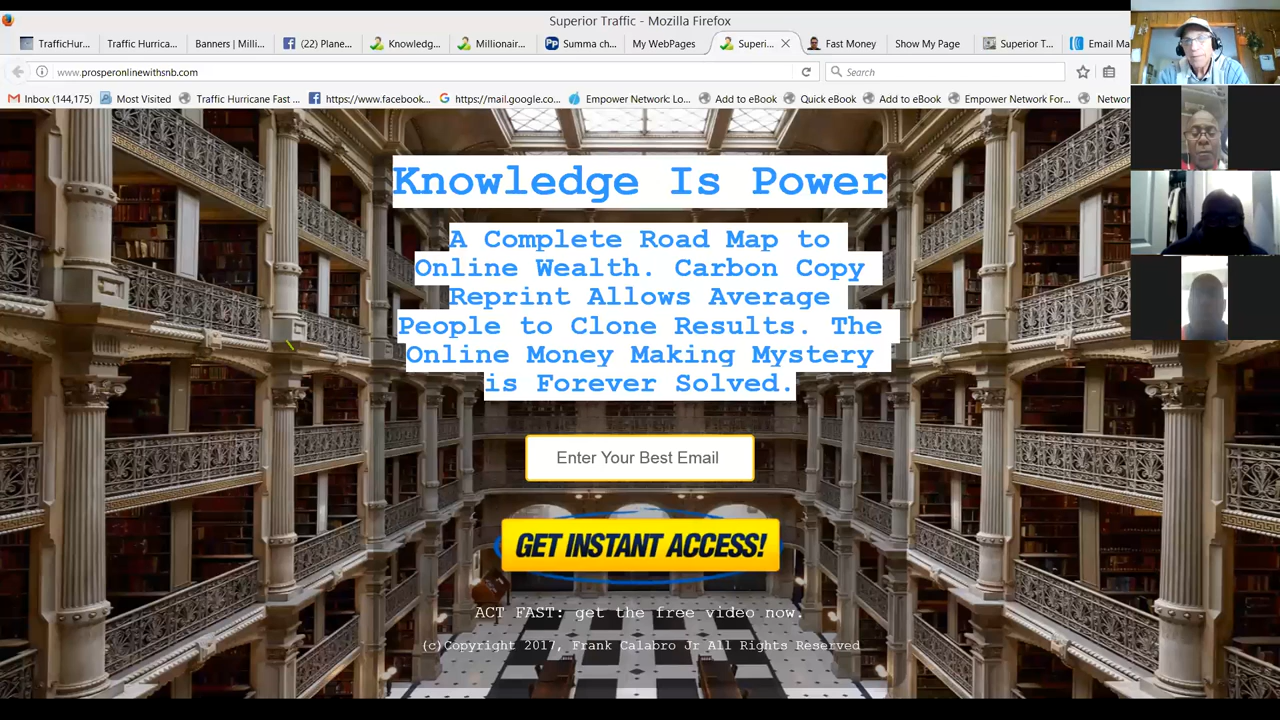 Superior Traffic - Mozilla Firefox
TrafficHur...
Traffic Hurrica...
Banners | Milli...
(22) Plane...
Knowledg...
Millionair...
Pp Summa ch...
My WebPages
Superi...
Fast Money
Show My Page
Superior T...
Email Ma
www.prosperonlinewithsnb.com
Search
Inbox (144,175)
Most Visited
Traffic Hurricane Fast ...
https://www.facebook...
https://mail.google.co...
Empower Network: Lo...
Add to eBook
Quick eBook
Add to eBook
Empower Network For...
Networ
Knowledge Is Power
A Complete Road Map to
Online Wealth. Carbon Copy
Reprint Allows Average
People to Clone Results. The
Online Money Making Mystery
is Forever Solved.
Enter Your Best Email
GET INSTANT ACCESS!
ACT FAST: get the free video now.
(c)Copyright 2017, Frank Calabro Jr All Rights Reserved